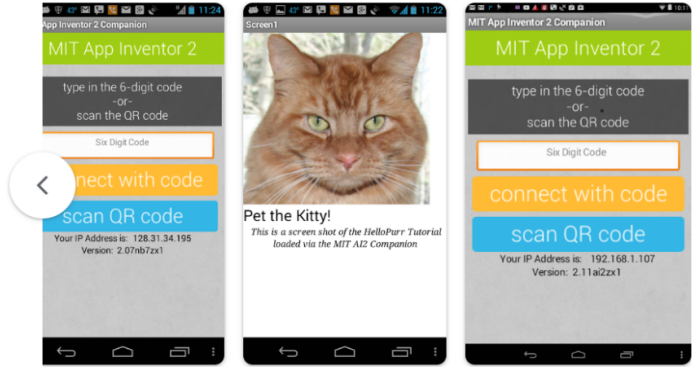 43° 11:24
App Inventor 2 Companion
MIT App Inventor 2
type in the 6-digit code
-or-
scan the QR code
Six Digit Code
nnect with code
scan QR code
Your IP Address is: 128.31.34.195
Version: 2.07nb7zx1
43° 11:22
Screen1
Pet the Kitty!
This is a screen shot of the HelloPurr Tutorial
loaded via the MIT AI2 Companion
MIT App Inventor 2 Companion
MIT App Inventor 2
type in the 6-digit code
-or-
scan the QR code
Six Digit Code
connect with code
scan QR code
Your IP Address is: 192.168.1.107
Version: 2.11ai2zx1